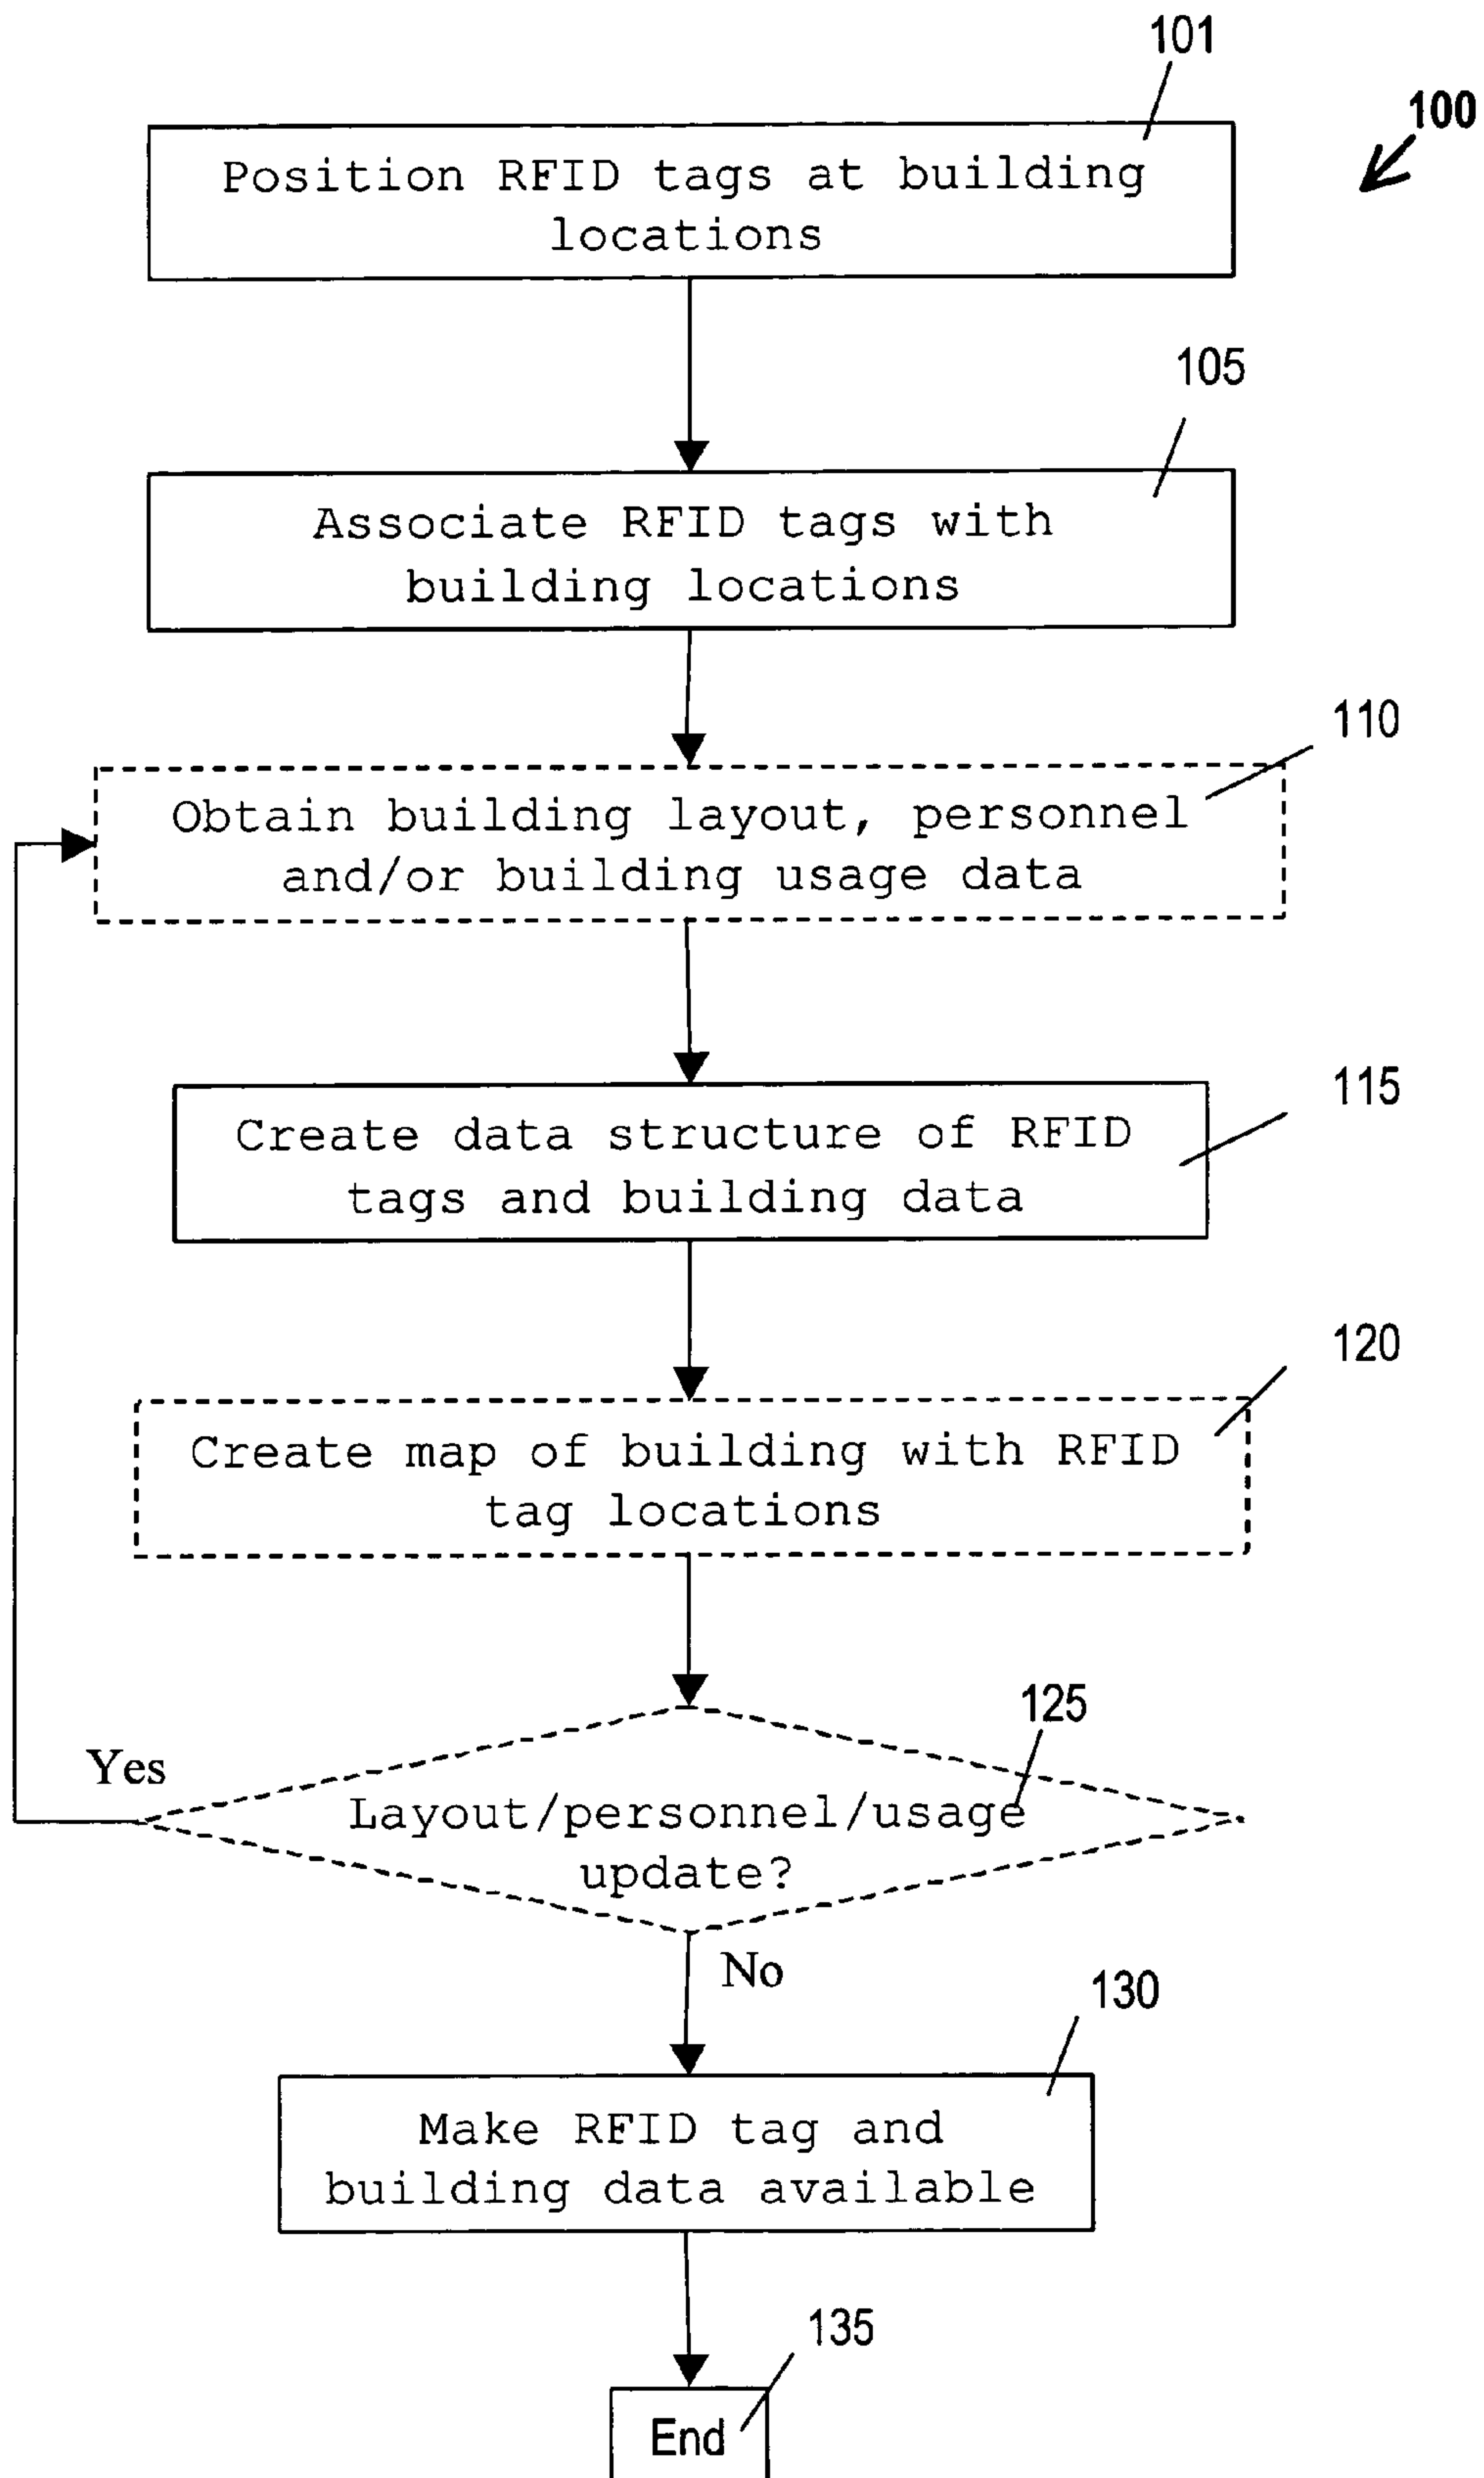 101
100
Position RFID tags at building
locations
105
Associate RFID tags with
building locations
110
Obtain building layout, personnel
and/or building usage data
115
Create data structure of RFID
tags and building data
120
Create map of building with RFID
tag locations
125
Yes
Layout/personnel/usage
update?
No
130
Make RFID tag and
building data available
135
End